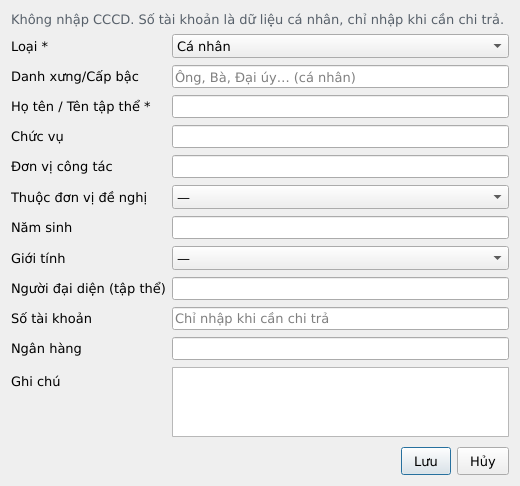 Không nhập CCCD. Số tài khoản là dữ liệu cá nhân, chỉ nhập khi cần chi trả.
Loại * Cá nhân
Danh xưng/Cấp bậc Ông, Bà, Đại úy... (cá nhân)
Họ tên / Tên tập thể *
Chức vụ
Đơn vị công tác
Thuộc đơn vị đề nghị —
Năm sinh
Giới tính —
Người đại diện (tập thể)
Số tài khoản Chỉ nhập khi cần chi trả
Ngân hàng
Ghi chú
Lưu Hủy